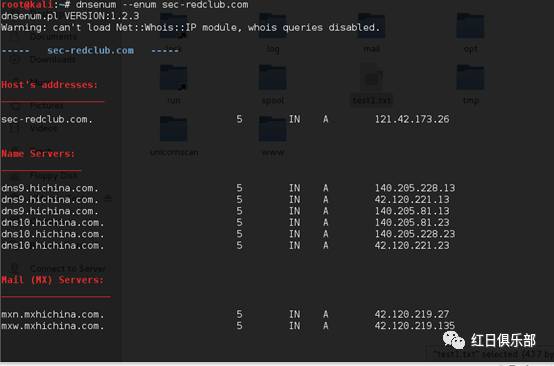 root@kali:~# dnsenum --enum sec-redclub.com
dnsenum.pl VERSION:1.2.3
Warning: can't load Net::Whois::IP module, whois queries disabled.
----- sec-redclub.com -----
Host's addresses:
sec-redclub.com. 5 IN A 121.42.173.26
Name Servers:
dns9.hichina.com. 5 IN A 140.205.228.13
dns9.hichina.com. 5 IN A 42.120.221.13
dns9.hichina.com. 5 IN A 140.205.81.13
dns10.hichina.com. 5 IN A 140.205.81.23
dns10.hichina.com. 5 IN A 140.205.228.23
dns10.hichina.com. 5 IN A 42.120.221.23
Mail (MX) Servers:
mxn.mxhichina.com. 5 IN A 42.120.219.27
mxw.mxhichina.com. 5 IN A 42.120.219.135
Documents
Downloads
Music
Pictures
Videos
Floppy Disk
Connect to Server
log
mail
opt
run
spool
test1.txt
tmp
unicornscan
www
红日俱乐部
"test1.txt" selected